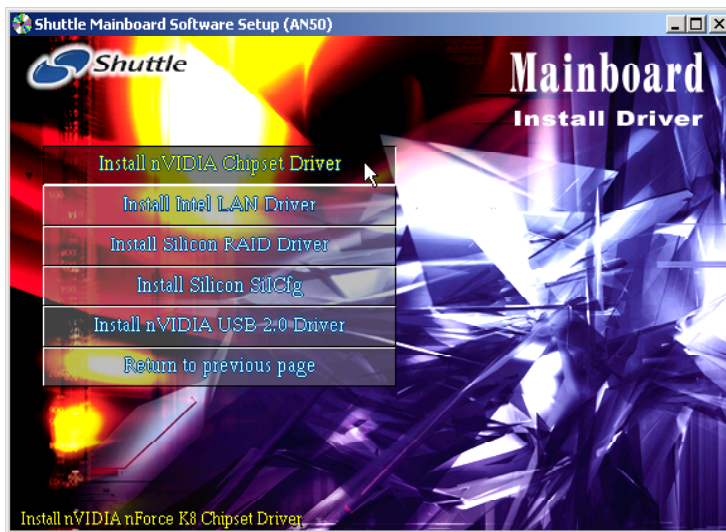 Shuttle Mainboard Software Setup (AN50)
Shuttle
Mainboard
Install Driver
Install nVIDIA Chipset Driver
Install Intel LAN Driver
Install Silicon RAID Driver
Install Silicon SiICfg
Install nVIDIA USB 2.0 Driver
Return to previous page
Install nVIDIA nForce K8 Chipset Driver